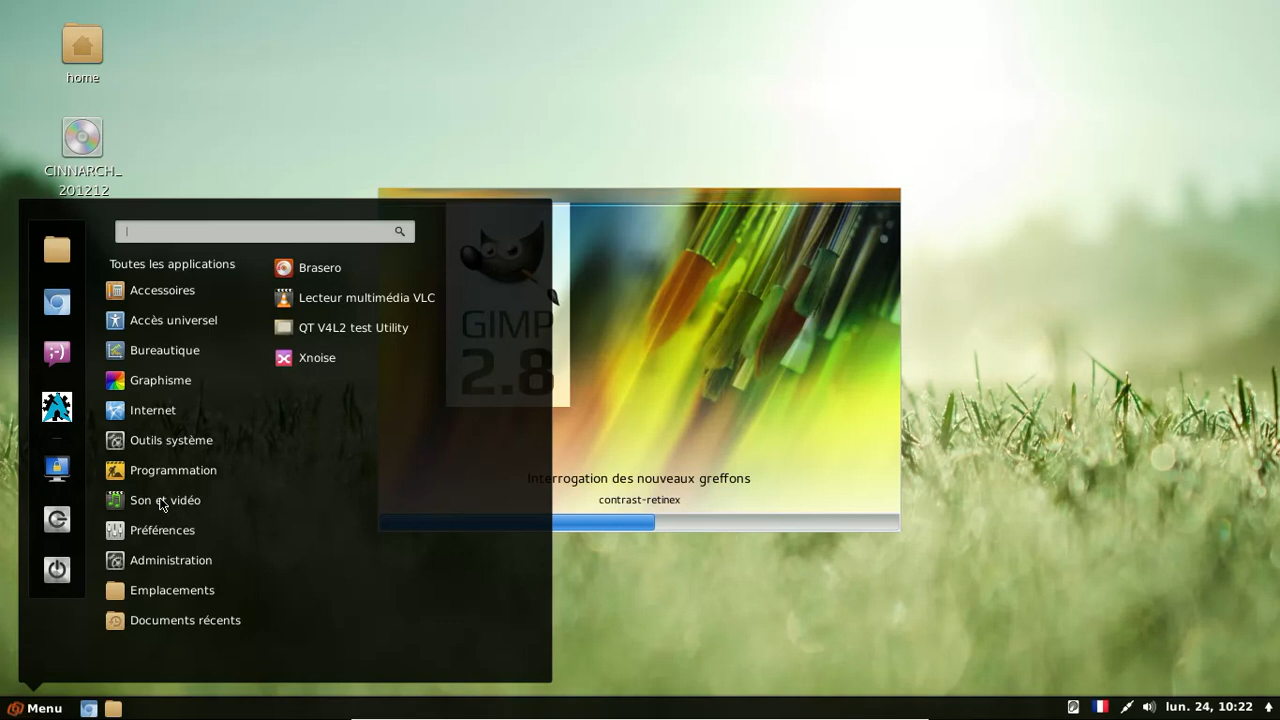 home
CINNARCH_
201212
Toutes les applications
Accessoires
Accès universel
Bureautique
Graphisme
Internet
Outils système
Programmation
Son et vidéo
Préférences
Administration
Emplacements
Documents récents
Brasero
Lecteur multimédia VLC
QT V4L2 test Utility
Xnoise
GIMP
2.8
Interrogation des nouveaux greffons
contrast-retinex
Menu
lun. 24, 10:22